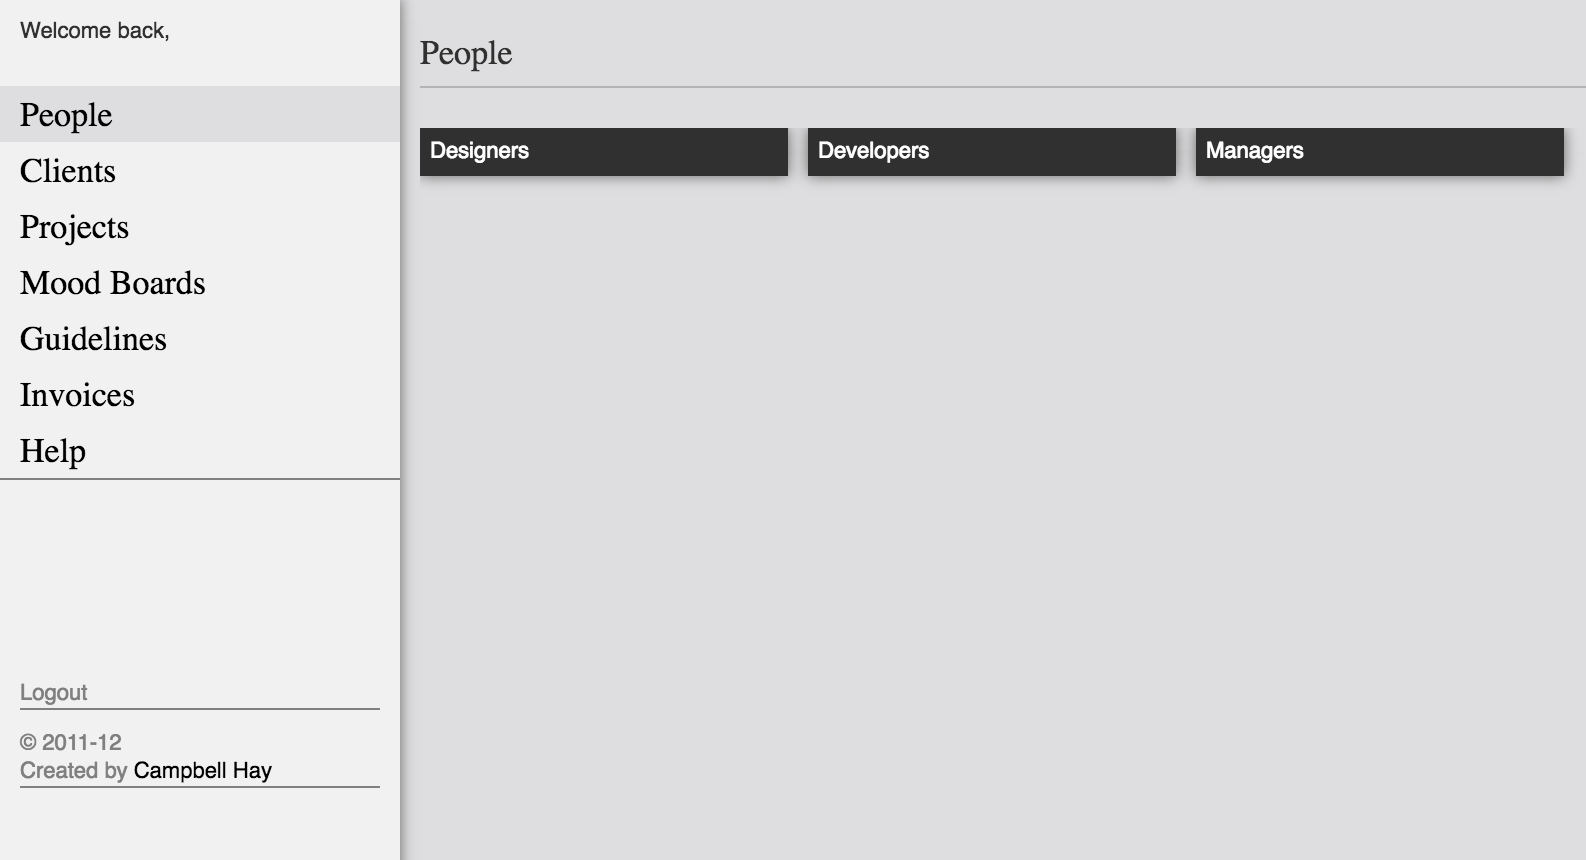 Welcome back,
People
Clients
Projects
Mood Boards
Guidelines
Invoices
Help
Logout
© 2011-12
Created by Campbell Hay
People
Designers
Developers
Managers